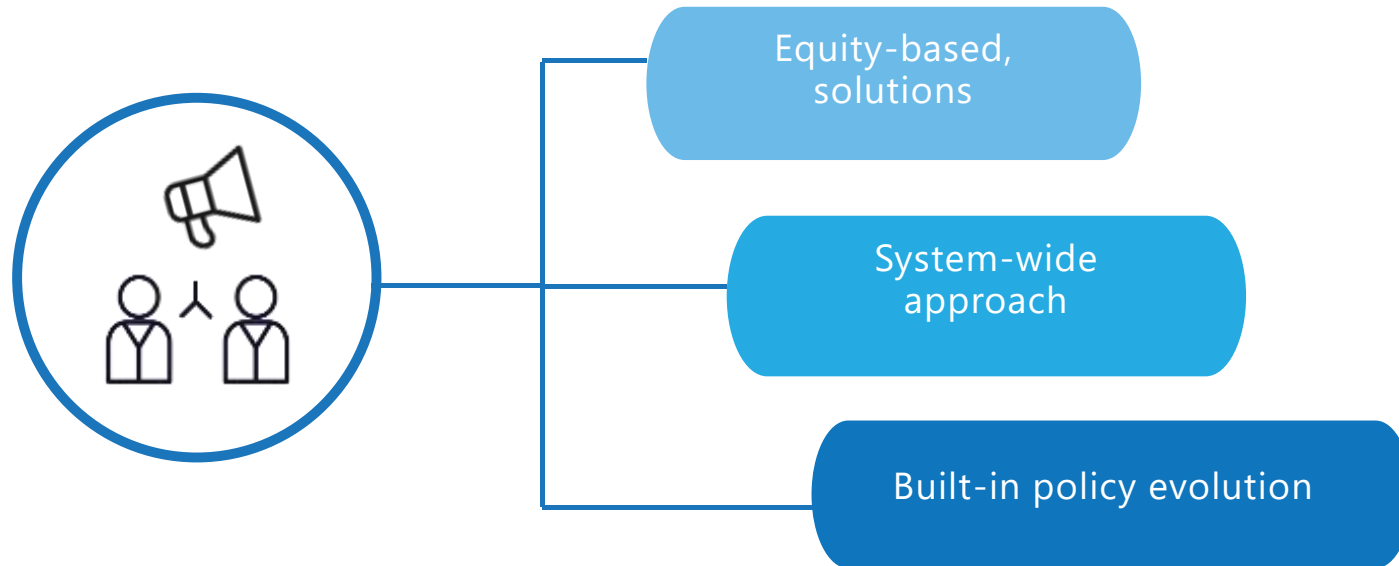 Equity-based,
solutions
System-wide
approach
Built-in policy evolution